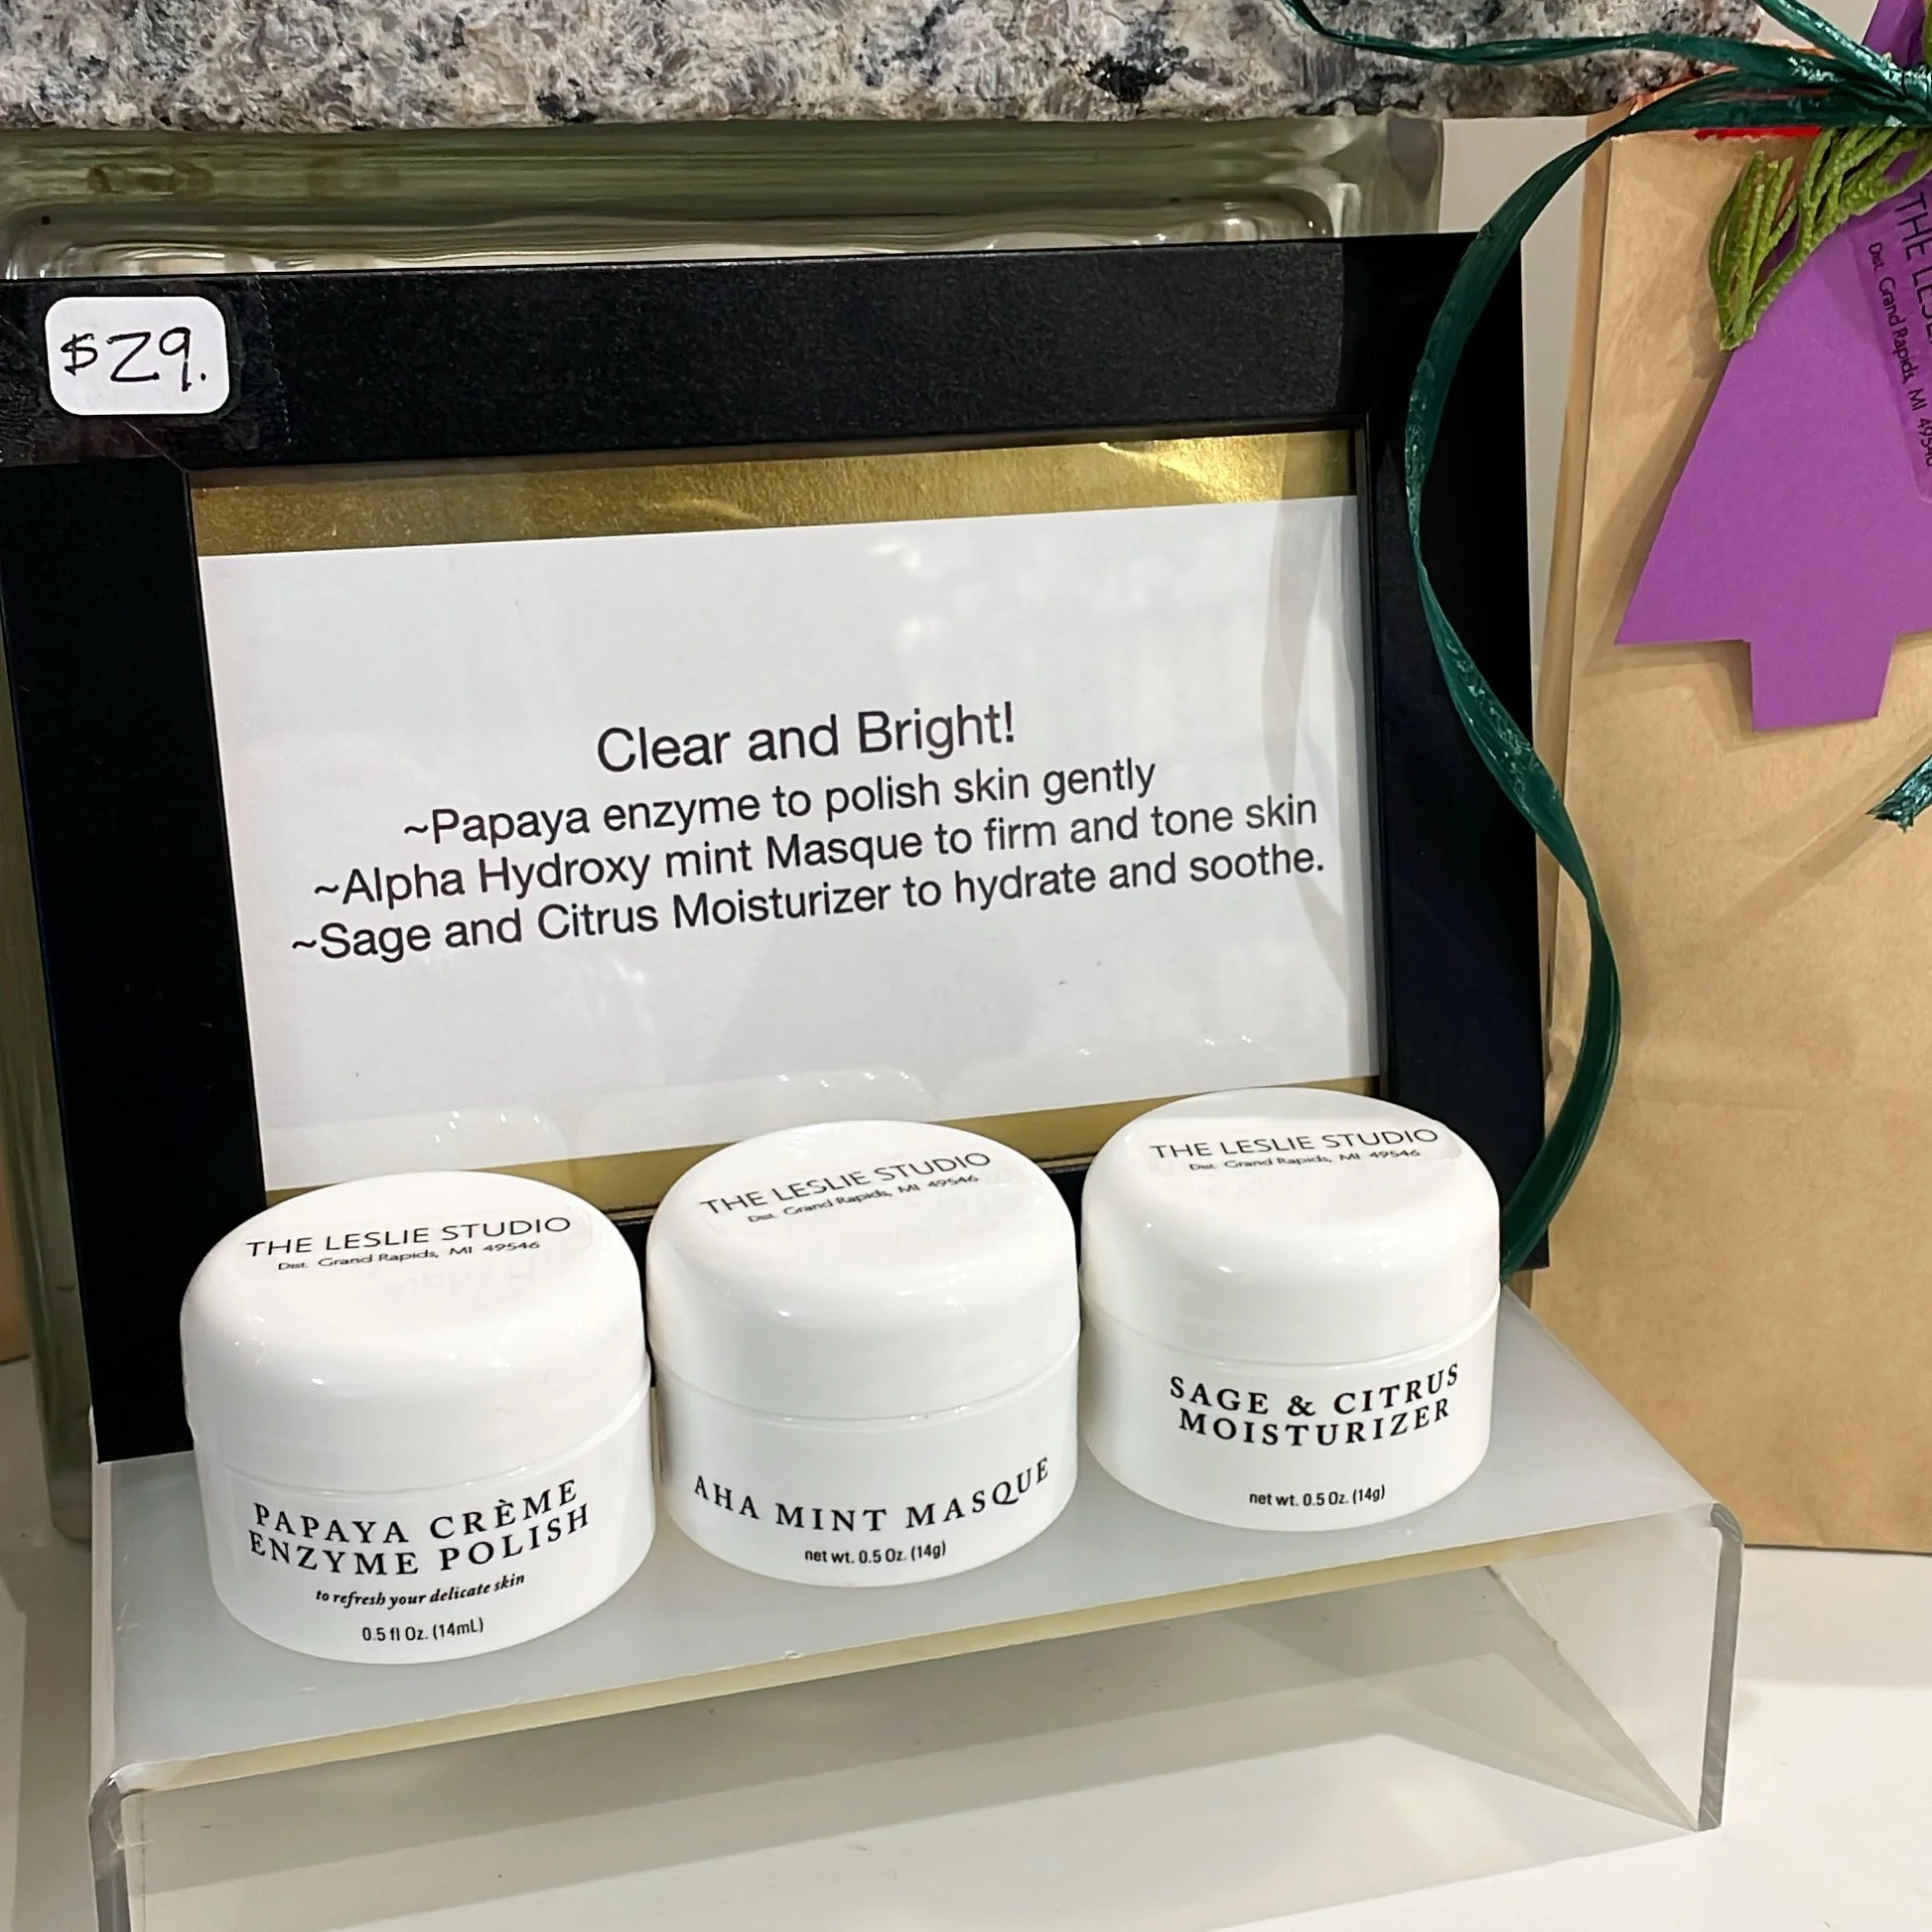 $29.
Clear and Bright!
~Papaya enzyme to polish skin gently
~Alpha Hydroxy mint Masque to firm and tone skin
~Sage and Citrus Moisturizer to hydrate and soothe.
THE LESLIE STUDIO
Dist. Grand Rapids, MI 49546
PAPAYA CRÈME
ENZYME POLISH
to refresh your delicate skin
0.5 fl Oz. (14mL)
THE LESLIE STUDIO
Dist. Grand Rapids, MI 49546
AHA MINT MASQUE
net wt. 0.5 Oz. (14g)
THE LESLIE STUDIO
Dist. Grand Rapids, MI 49546
SAGE & CITRUS
MOISTURIZER
net wt. 0.5 Oz. (14g)
THE
Dist. Grand Rapids, MI 49546